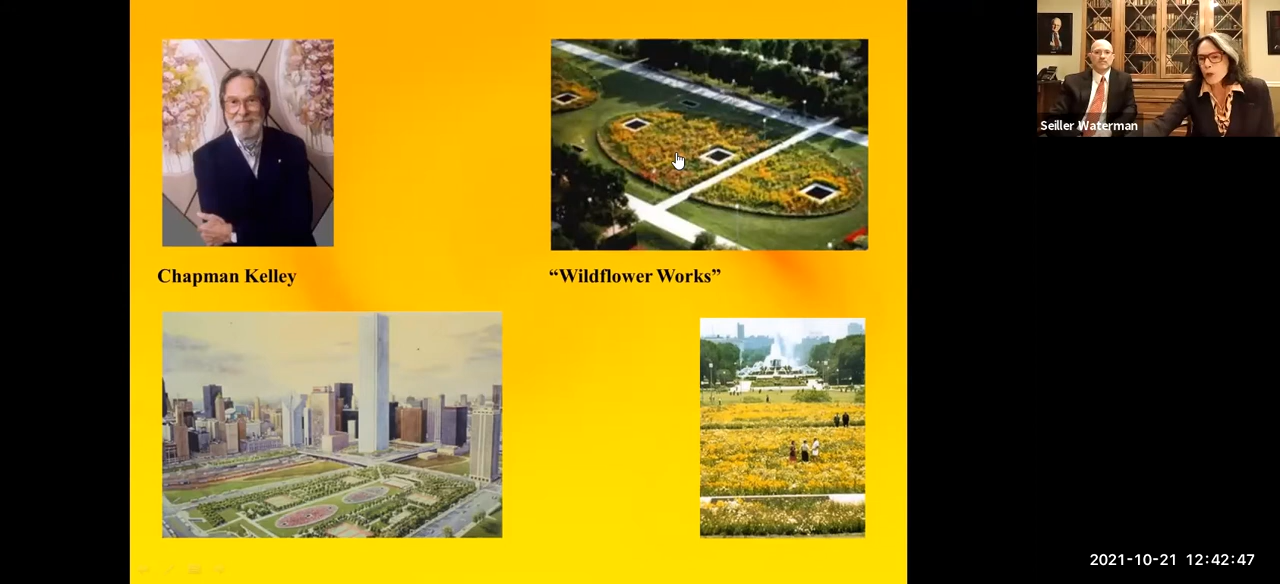 Seiller Waterman
Chapman Kelley
“Wildflower Works”
2021-10-21 12:42:47